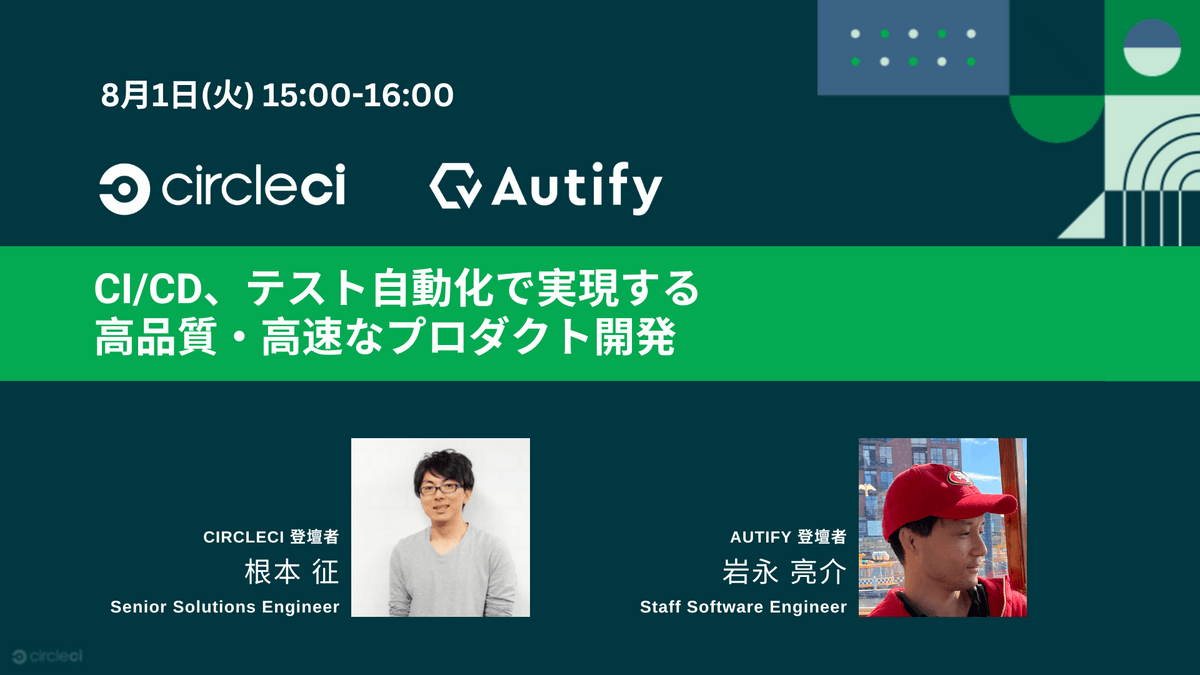 8月1日(火) 15:00-16:00
circleci
Autify
CI/CD、テスト自動化で実現する
高品質・高速なプロダクト開発
CIRCLECI 登壇者
根本 征
Senior Solutions Engineer
AUTIFY 登壇者
岩永 亮介
Staff Software Engineer
circleci